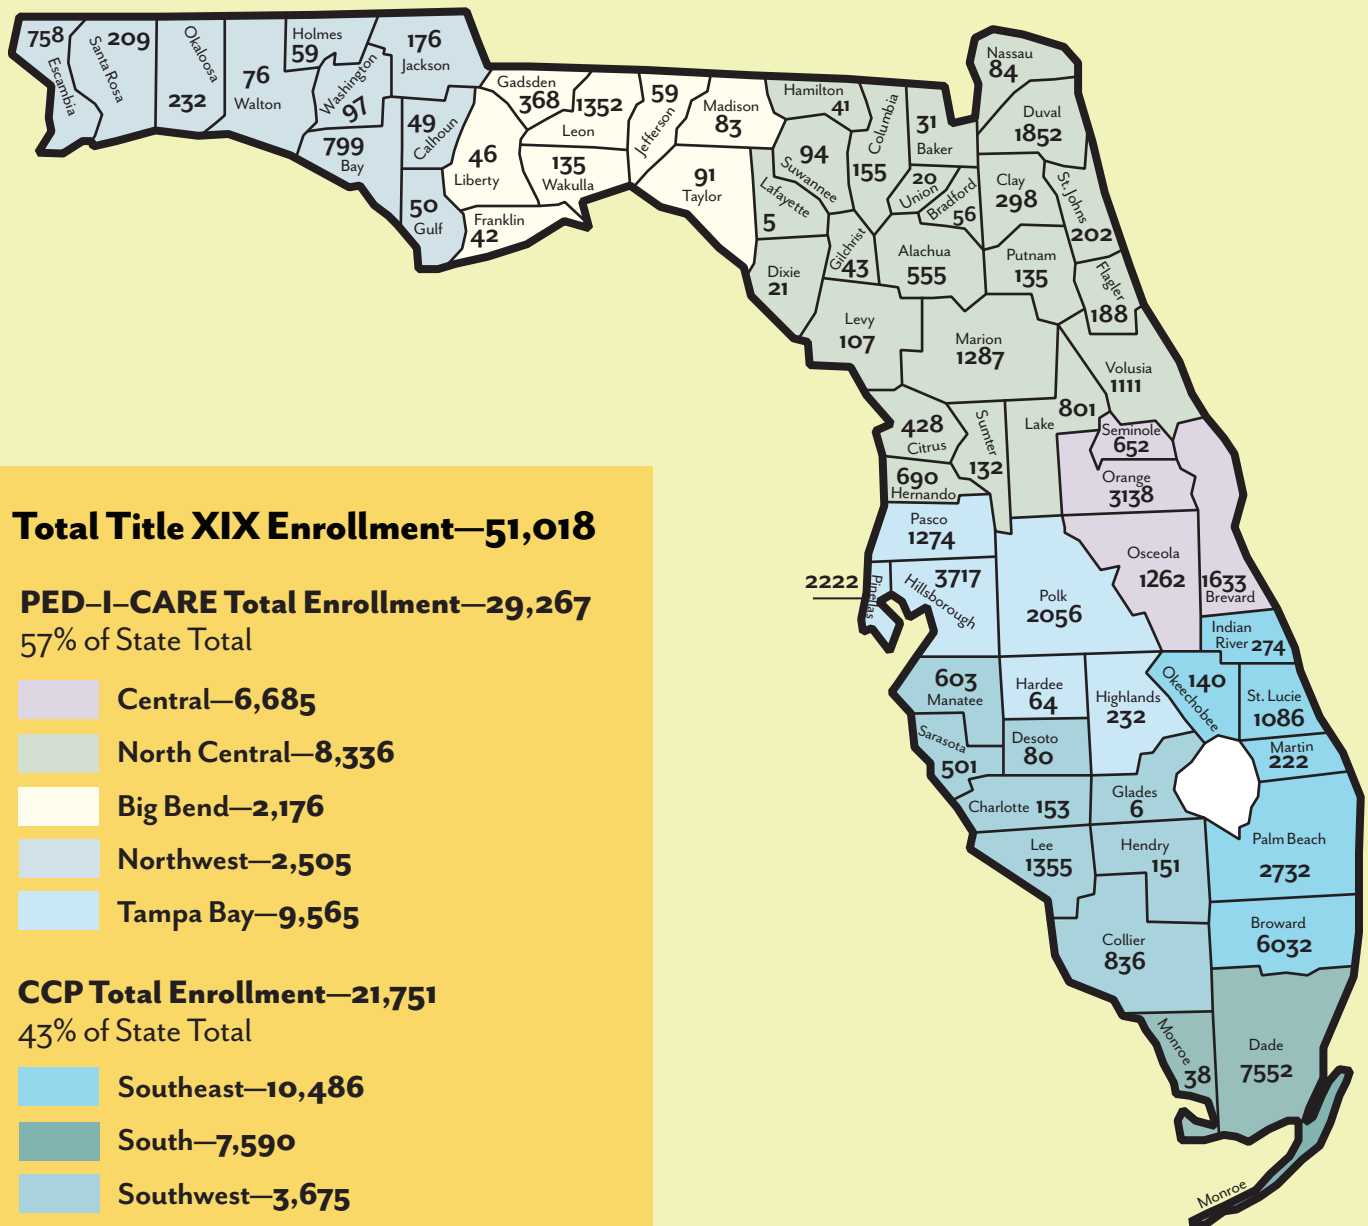 758
Escambia
209
Santa Rosa
Okaloosa
232
76
Walton
Holmes
59
Washington
97
176
Jackson
799
Bay
49
Calhoun
50
Gulf
Gadsden
368
46
Liberty
Franklin
42
1352
Leon
135
Wakulla
59
Jefferson
Madison
83
91
Taylor
Hamilton
41
94
Suwannee
Lafayette
5
Dixie
21
Columbia
155
31
Baker
20
Union
Bradford
56
Gilchrist
43
Alachua
555
Nassau
84
Duval
1852
Clay
298
St. Johns
202
Putnam
135
Flagler
188
Levy
107
Marion
1287
Volusia
1111
428
Citrus
Sumter
132
Lake
801
Seminole
652
Orange
3138
690
Hernando
Pasco
1274
Osceola
1262
1633
Brevard
2222
Pinellas
3717
Hillsborough
Polk
2056
Indian
River 274
603
Manatee
Hardee
64
Highlands
232
Okeechobee
140
St. Lucie
1086
Sarasota
501
Desoto
80
Martin
222
Charlotte 153
Glades
6
Lee
1355
Hendry
151
Palm Beach
2732
Collier
836
Broward
6032
Monroe
38
Dade
7552
Monroe
Total Title XIX Enrollment—51,018
PED–I–CARE Total Enrollment—29,267
57% of State Total
Central—6,685
North Central—8,336
Big Bend—2,176
Northwest—2,505
Tampa Bay—9,565
CCP Total Enrollment—21,751
43% of State Total
Southeast—10,486
South—7,590
Southwest—3,675